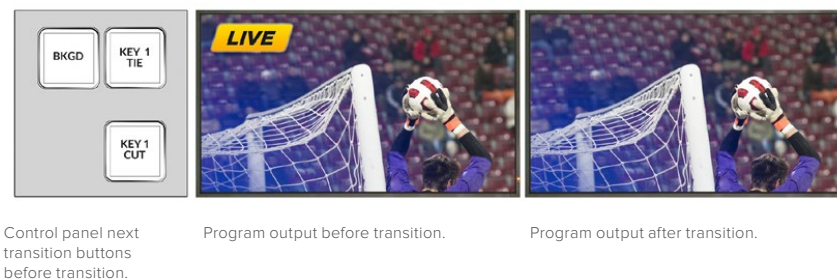 BKGD
KEY 1
TIE
KEY 1
CUT
LIVE
Control panel next
transition buttons
before transition.
Program output before transition.
Program output after transition.